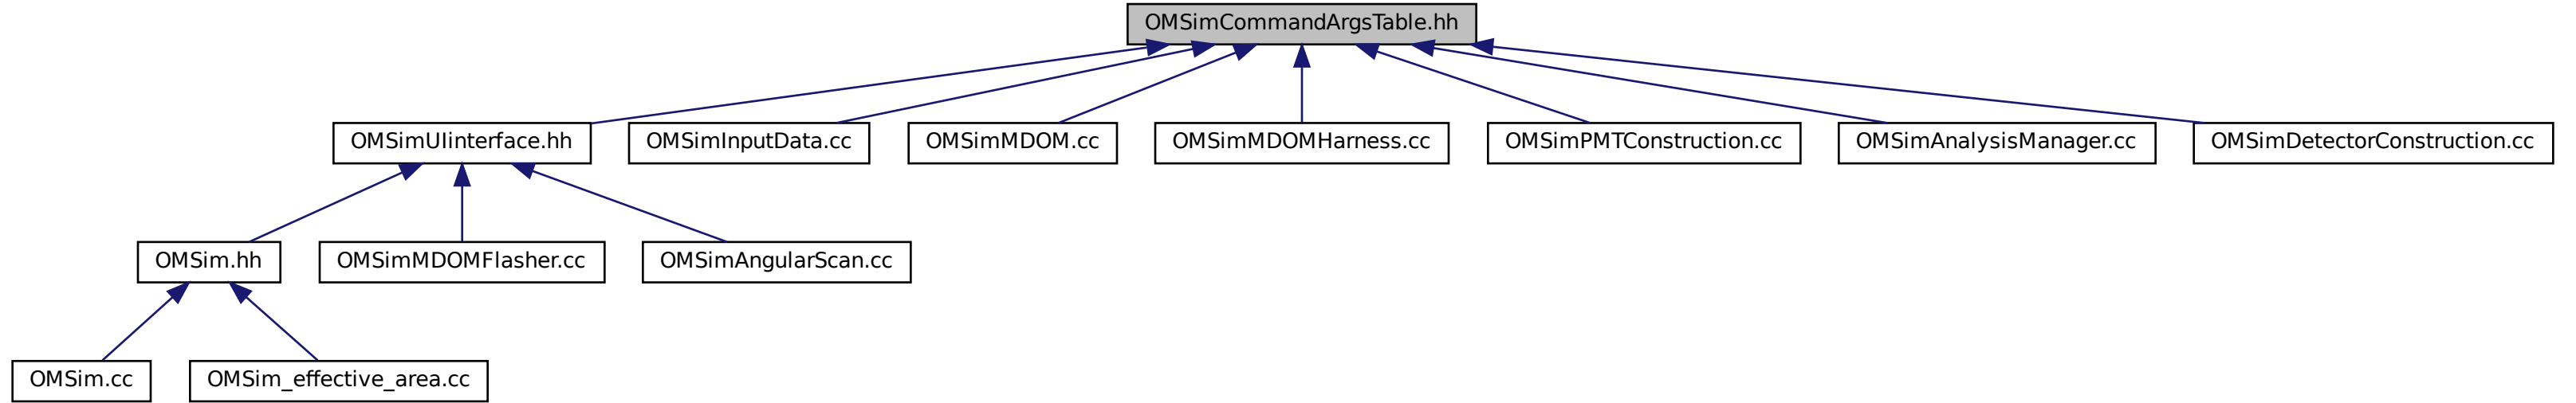 OMSimCommandArgsTable.hh
OMSimUIinterface.hh
OMSimInputData.cc
OMSimMDOM.cc
OMSimMDOMHarness.cc
OMSimPMTConstruction.cc
OMSimAnalysisManager.cc
OMSimDetectorConstruction.cc
OMSim.hh
OMSimMDOMFlasher.cc
OMSimAngularScan.cc
OMSim.cc
OMSim_effective_area.cc